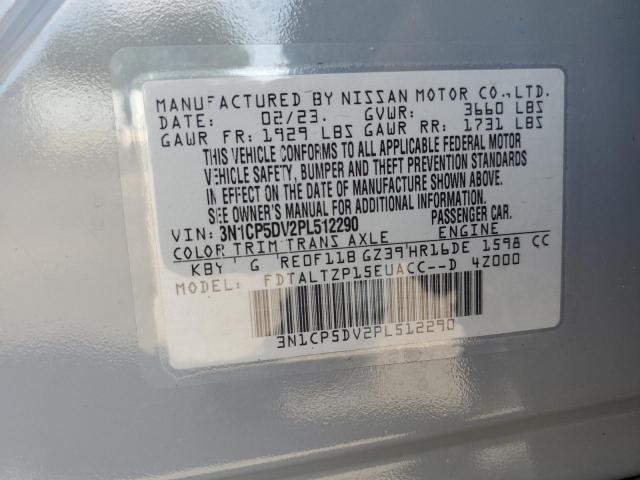 MANUFACTURED BY NISSAN MOTOR CO.,LTD.
DATE: 02/23. GVWR: 3660 LBS
GAWR FR: 1929 LBS GAWR RR: 1731 LBS
THIS VEHICLE CONFORMS TO ALL APPLICABLE FEDERAL MOTOR
VEHICLE SAFETY, BUMPER AND THEFT PREVENTION STANDARDS
IN EFFECT ON THE DATE OF MANUFACTURE SHOWN ABOVE.
SEE OWNER'S MANUAL FOR ADDITIONAL INFORMATION.
VIN: 3N1CP5DV2PL512290 PASSENGER CAR.
COLOR TRIM TRANS AXLE ENGINE
KBY G RE0F11B GZ39 HR16DE 1598 CC
MODEL: FDTALTZP15EUACC--D 4Z000
3N1CP5DV2PL512290